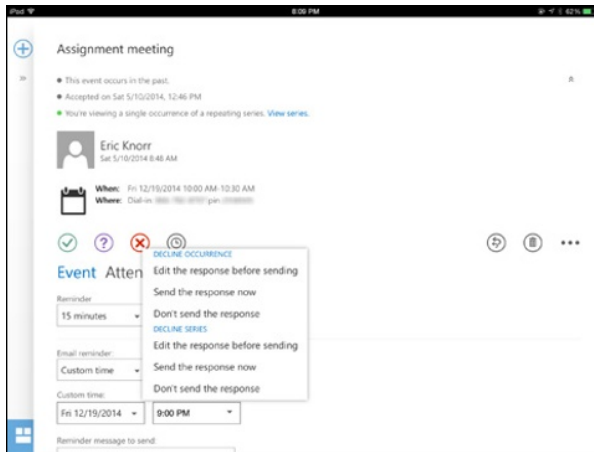 iPad
8:09 PM
62%
Assignment meeting
This event occurs in the past.
Accepted on Sat 5/10/2014, 12:46 PM
You're viewing a single occurrence of a repeating series. View series.
Eric Knorr
Sat 5/10/2014 8:48 AM
When: Fri 12/19/2014 10:00 AM-10:30 AM
Where: Dial-in: pin:
DECLINE OCCURRENCE
Event Atten
Edit the response before sending
Reminder
Send the response now
15 minutes
Don't send the response
DECLINE SERIES
Email reminder:
Edit the response before sending
Custom time
Send the response now
Don't send the response
Custom time:
Fri 12/19/2014 9:00 PM
Reminder message to send: